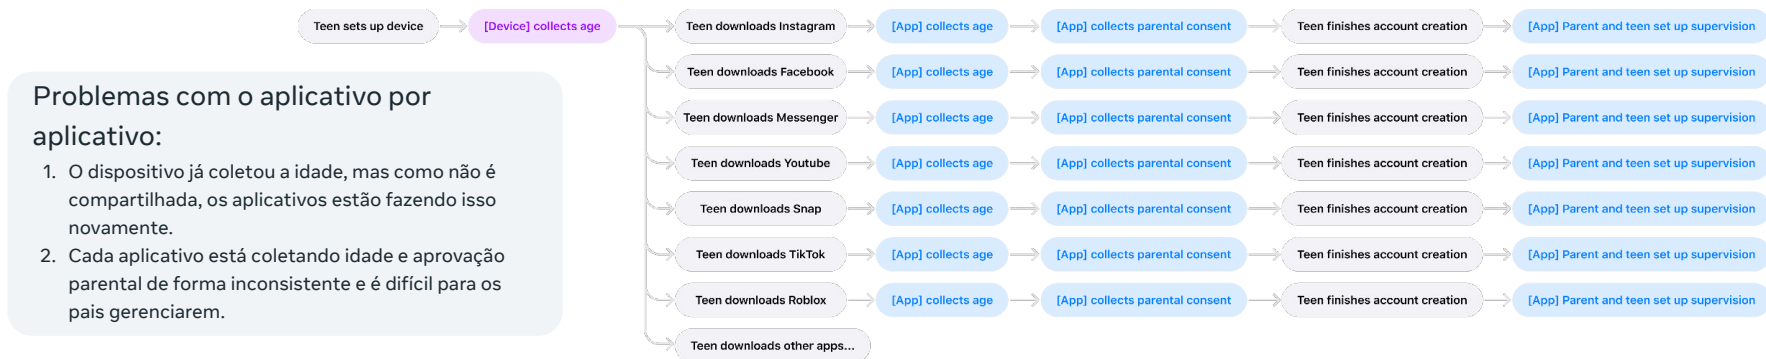 Teen sets up device [Device] collects age Teen downloads Instagram [App] collects age [App] collects parental consent Teen finishes account creation [App] Parent and teen set up supervision
Teen downloads Facebook [App] collects age [App] collects parental consent Teen finishes account creation [App] Parent and teen set up supervision
Teen downloads Messenger [App] collects age [App] collects parental consent Teen finishes account creation [App] Parent and teen set up supervision
Teen downloads Youtube [App] collects age [App] collects parental consent Teen finishes account creation [App] Parent and teen set up supervision
Teen downloads Snap [App] collects age [App] collects parental consent Teen finishes account creation [App] Parent and teen set up supervision
Teen downloads TikTok [App] collects age [App] collects parental consent Teen finishes account creation [App] Parent and teen set up supervision
Teen downloads Roblox [App] collects age [App] collects parental consent Teen finishes account creation [App] Parent and teen set up supervision
Teen downloads other apps...
Problemas com o aplicativo por
aplicativo:
1. O dispositivo já coletou a idade, mas como não é
compartilhada, os aplicativos estão fazendo isso
novamente.
2. Cada aplicativo está coletando idade e aprovação
parental de forma inconsistente e é difícil para os
pais gerenciarem.